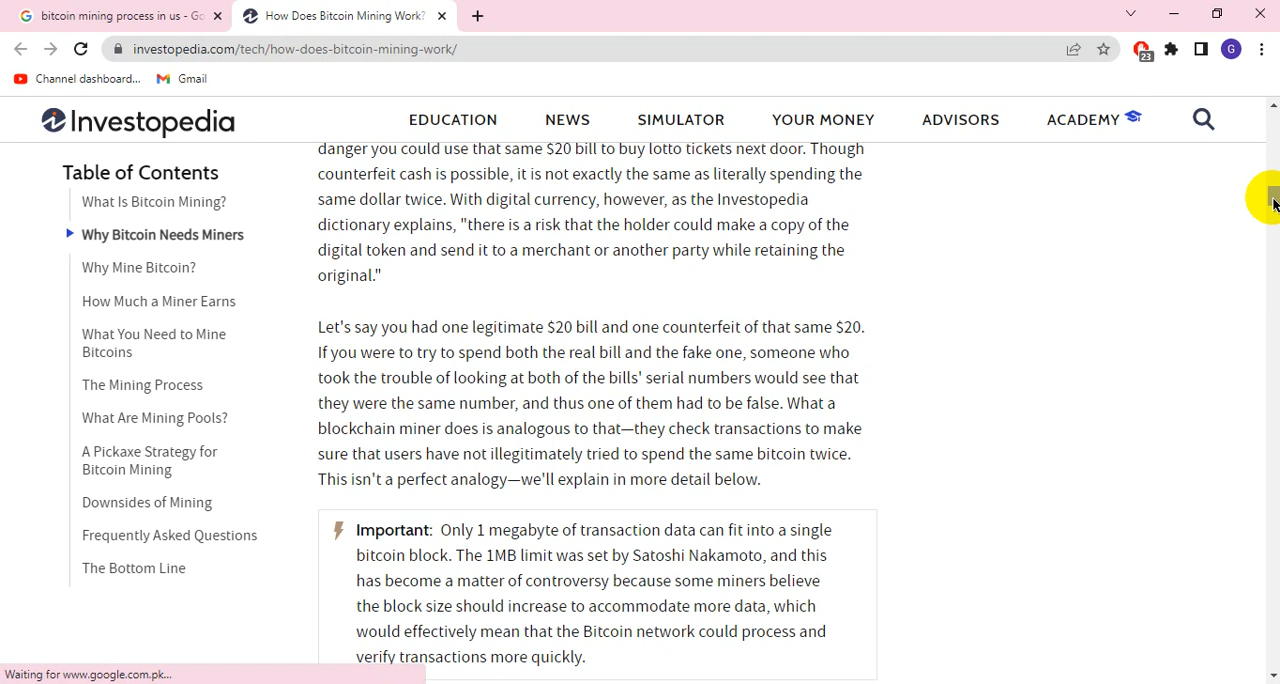 bitcoin mining process in us - Go
How Does Bitcoin Mining Work?
investopedia.com/tech/how-does-bitcoin-mining-work/
23
G
Channel dashboard...
Gmail
Investopedia
EDUCATION NEWS SIMULATOR YOUR MONEY ADVISORS ACADEMY
Table of Contents
What Is Bitcoin Mining?
Why Bitcoin Needs Miners
Why Mine Bitcoin?
How Much a Miner Earns
What You Need to Mine
Bitcoins
The Mining Process
What Are Mining Pools?
A Pickaxe Strategy for
Bitcoin Mining
Downsides of Mining
Frequently Asked Questions
The Bottom Line
danger you could use that same $20 bill to buy lotto tickets next door. Though
counterfeit cash is possible, it is not exactly the same as literally spending the
same dollar twice. With digital currency, however, as the Investopedia
dictionary explains, "there is a risk that the holder could make a copy of the
digital token and send it to a merchant or another party while retaining the
original."
Let's say you had one legitimate $20 bill and one counterfeit of that same $20.
If you were to try to spend both the real bill and the fake one, someone who
took the trouble of looking at both of the bills' serial numbers would see that
they were the same number, and thus one of them had to be false. What a
blockchain miner does is analogous to that—they check transactions to make
sure that users have not illegitimately tried to spend the same bitcoin twice.
This isn't a perfect analogy—we'll explain in more detail below.
Important: Only 1 megabyte of transaction data can fit into a single
bitcoin block. The 1MB limit was set by Satoshi Nakamoto, and this
has become a matter of controversy because some miners believe
the block size should increase to accommodate more data, which
would effectively mean that the Bitcoin network could process and
verify transactions more quickly.
Waiting for www.google.com.pk...